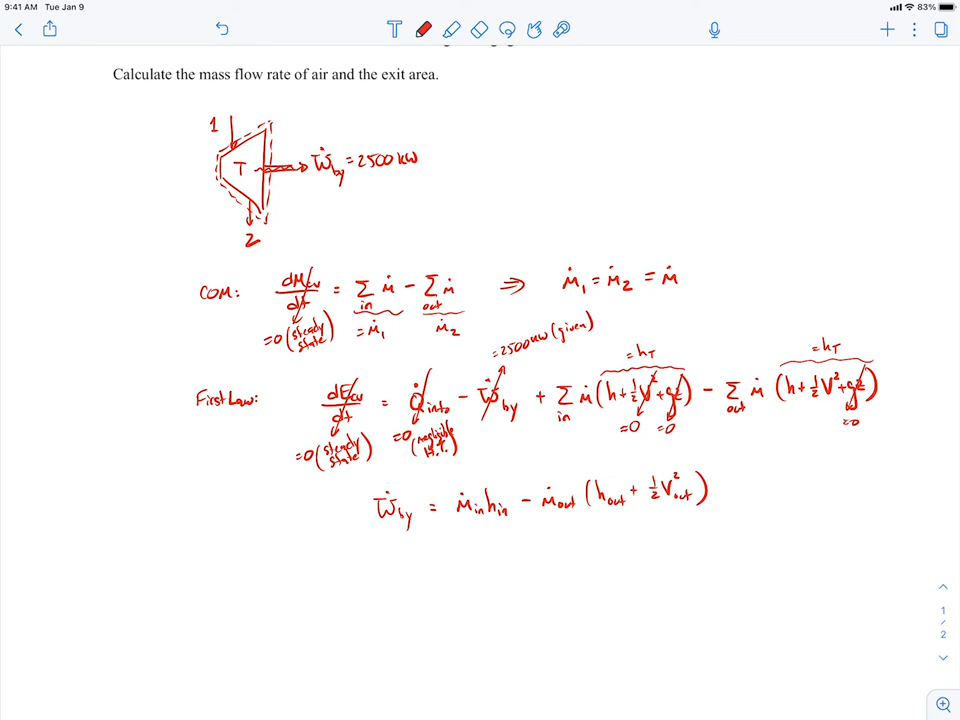 9:41 AM Tue Jan 9
83%
Calculate the mass flow rate of air and the exit area.
1
T
Ẇby = 2500 kW
2
COM: dMcv/dt = Σin ṁ − Σout ṁ ⇒ ṁ1 = ṁ2 = ṁ
=0 (steady state) = ṁ1 ṁ2
= 2500 kW (given) = hT = hT
First Law: dEcv/dt = Q̇into − Ẇby + Σin ṁ (h + ½V² + gz) − Σout ṁ (h + ½V² + gz)
=0 (steady state) =0 (negligible H.T.) =0 =0 =0
Ẇby = ṁin hin − ṁout (hout + ½V²out)
1
/
2